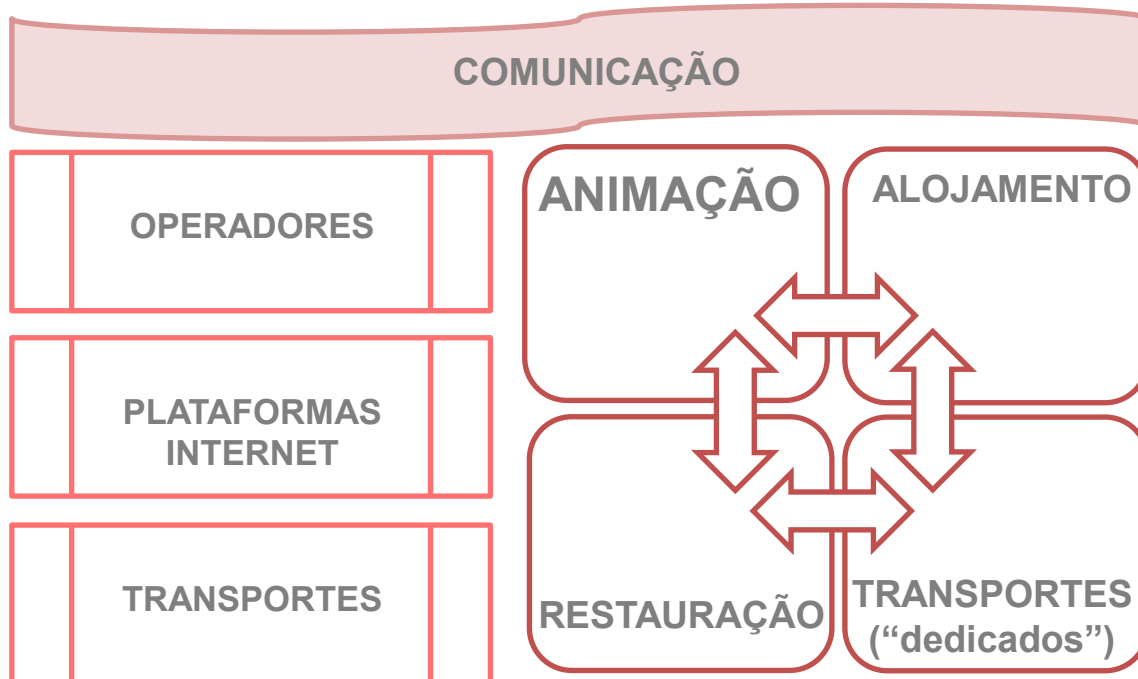 COMUNICAÇÃO
OPERADORES
PLATAFORMAS
INTERNET
TRANSPORTES
ANIMAÇÃO
ALOJAMENTO
RESTAURAÇÃO
TRANSPORTES
(“dedicados”)